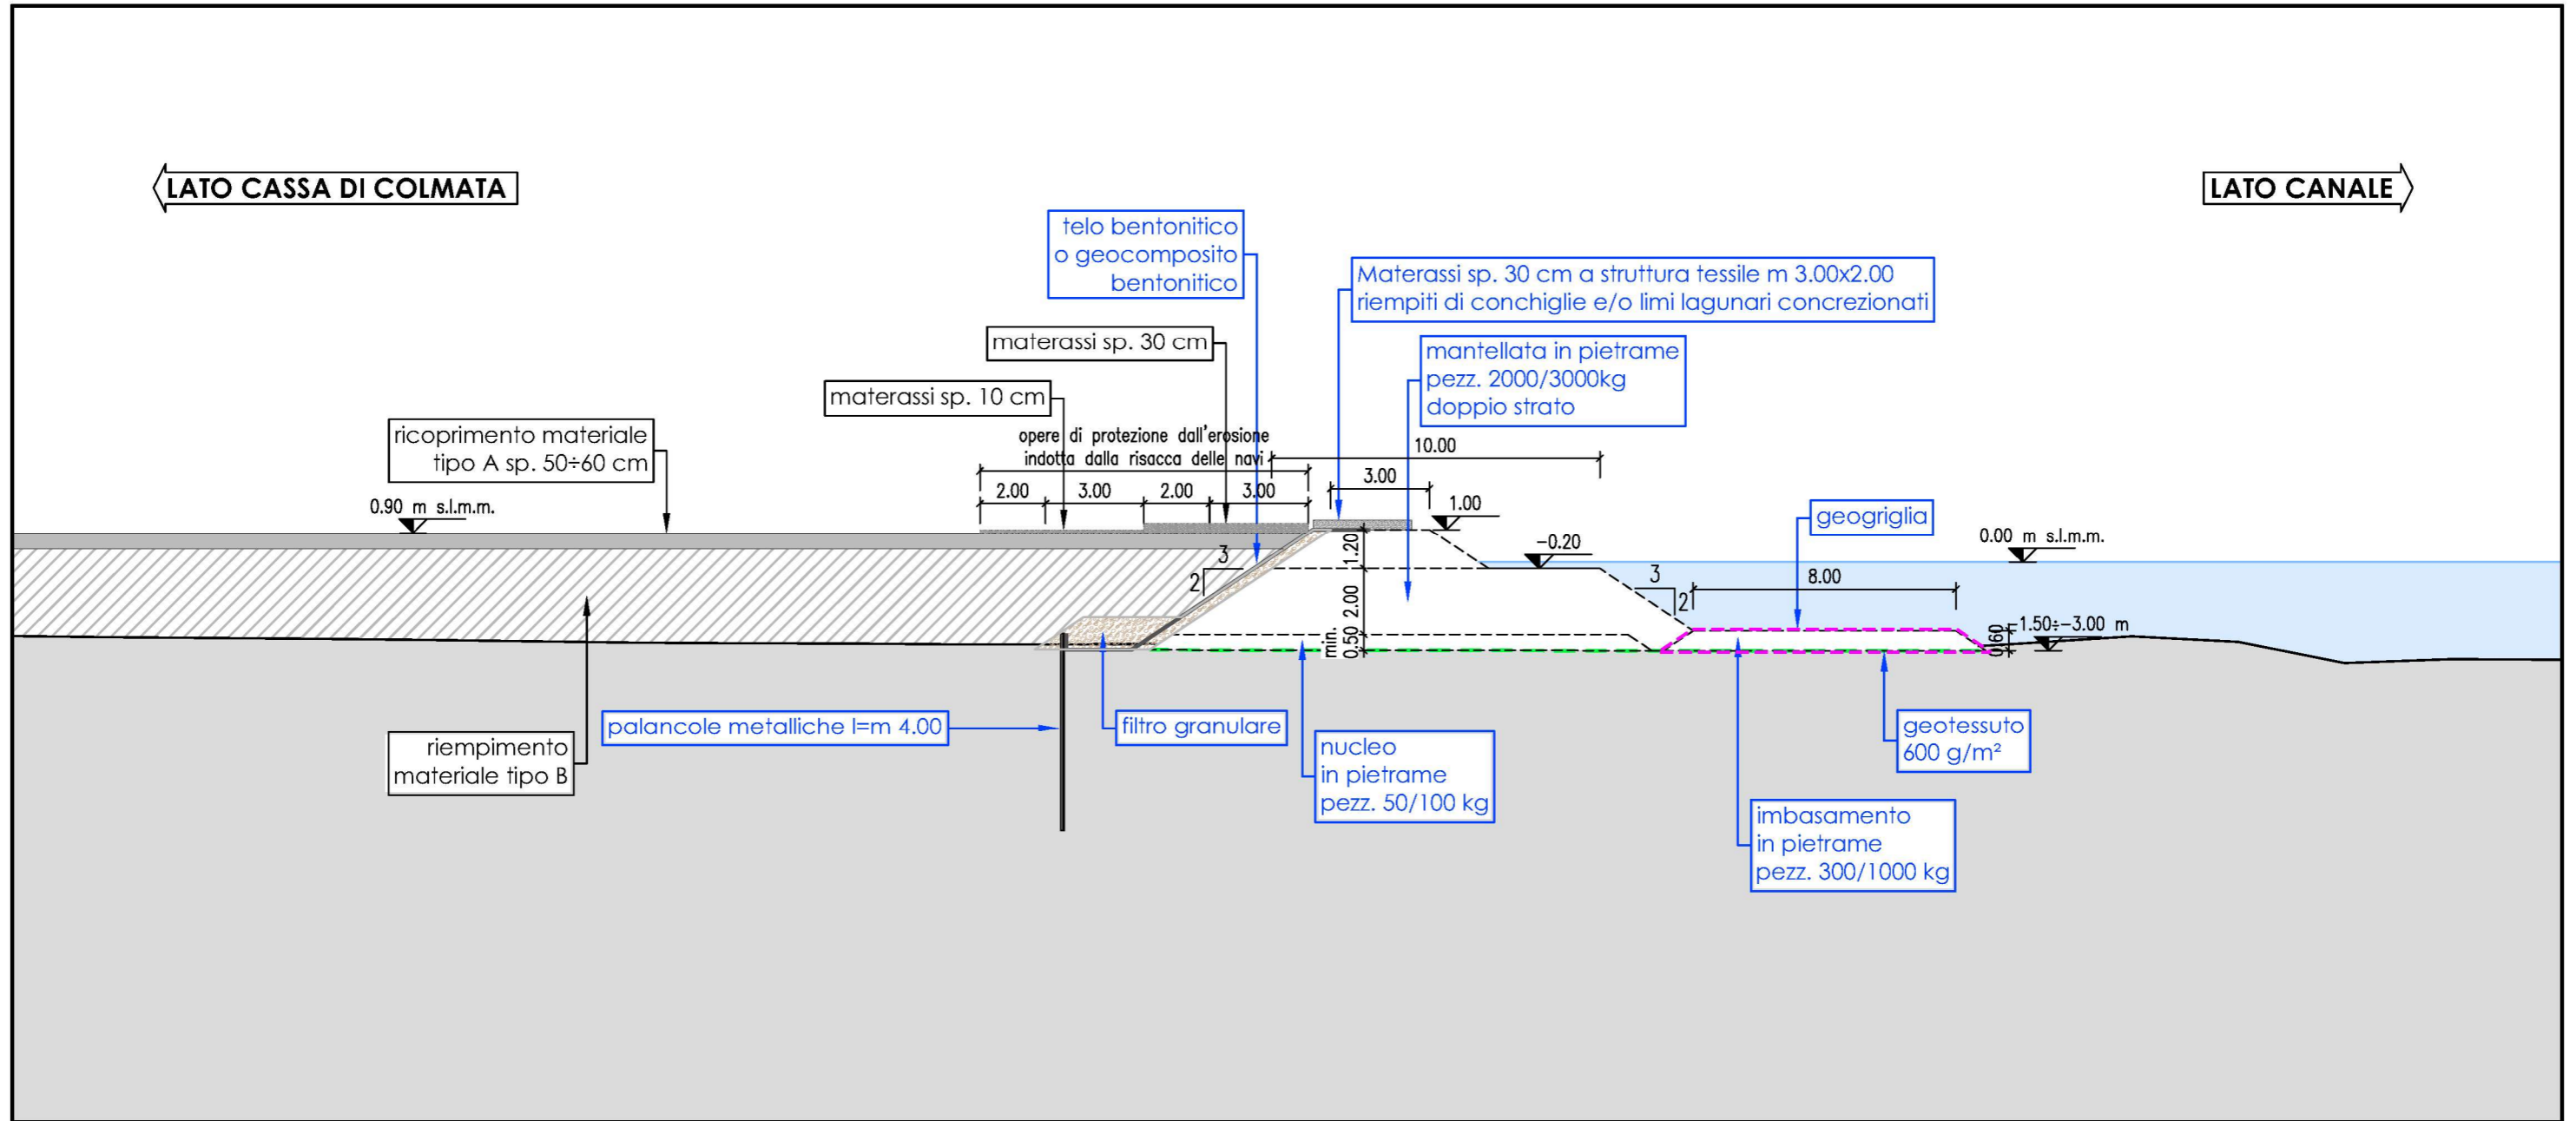 LATO CASSA DI COLMATA
LATO CANALE
telo bentonitico
o geocomposito
bentonitico
Materassi sp. 30 cm a struttura tessile m 3.00x2.00
riempiti di conchiglie e/o limi lagunari concrezionati
materassi sp. 30 cm
mantellata in pietrame
pezz. 2000/3000kg
doppio strato
materassi sp. 10 cm
ricoprimento materiale
tipo A sp. 50÷60 cm
opere di protezione dall'erosione
indotta dalla risacca delle navi
10.00
3.00
2.00
3.00
2.00
3.00
0.90 m s.l.m.m.
1.00
geogriglia
-0.20
0.00 m s.l.m.m.
1.20
3
2
2.00
3
2
8.00
min.
0.50
0.60
-1.50÷-3.00 m
palancole metalliche l=m 4.00
filtro granulare
nucleo
in pietrame
pezz. 50/100 kg
geotessuto
600 g/m²
riempimento
materiale tipo B
imbasamento
in pietrame
pezz. 300/1000 kg